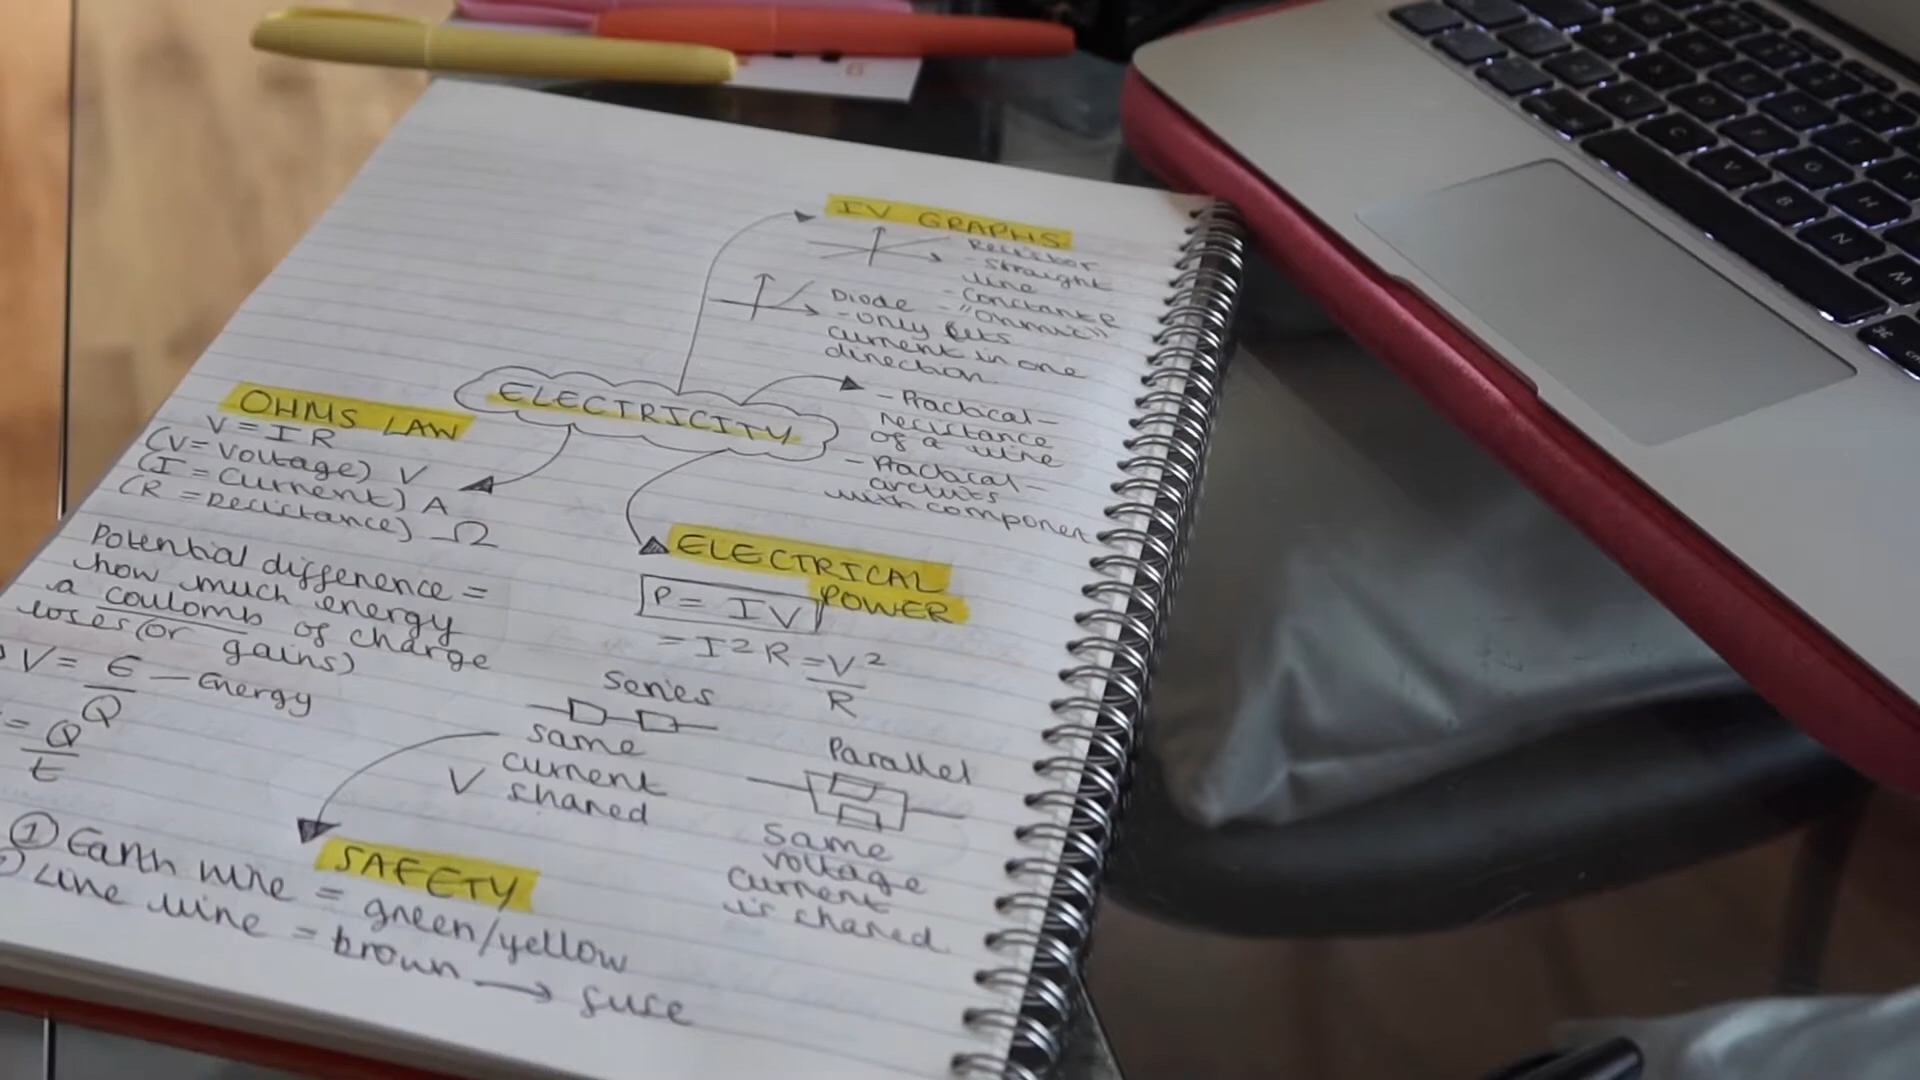 IV GRAPHS
Resistor
- straight
line
- constant R
- "Ohmic"
Diode
- only lets
current in one
direction.
ELECTRICITY
- Practical -
resistance
of a wire
- Practical -
circuits
with component
OHMS LAW
V = IR
(V = Voltage) V
(I = Current) A
(R = Resistance) Ω
Potential difference =
how much energy
a coulomb of charge
loses (or gains)
V = E — Energy
Q
= Q
t
ELECTRICAL
POWER
P = IV
= I²R = V²
R
Series
same
current
V shared
Parallel
same
voltage
current
is shared.
SAFETY
① Earth wire = green/yellow
Live wire = brown → fuse